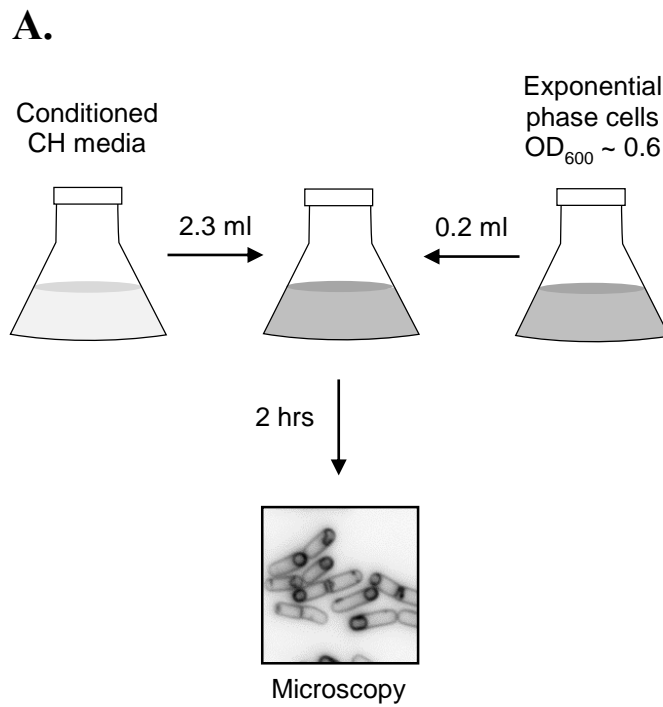 A.
Conditioned
CH media
Exponential
phase cells
OD₆₀₀ ~ 0.6
2.3 ml
0.2 ml
2 hrs
Microscopy